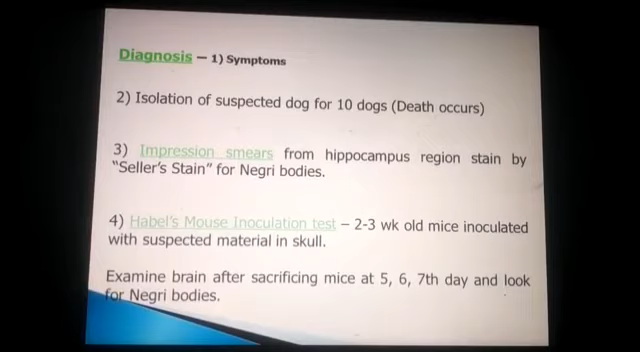 Diagnosis – 1) Symptoms
2) Isolation of suspected dog for 10 dogs (Death occurs)
3) Impression smears from hippocampus region stain by
"Seller's Stain" for Negri bodies.
4) Habel's Mouse Inoculation test – 2-3 wk old mice inoculated
with suspected material in skull.
Examine brain after sacrificing mice at 5, 6, 7th day and look
for Negri bodies.